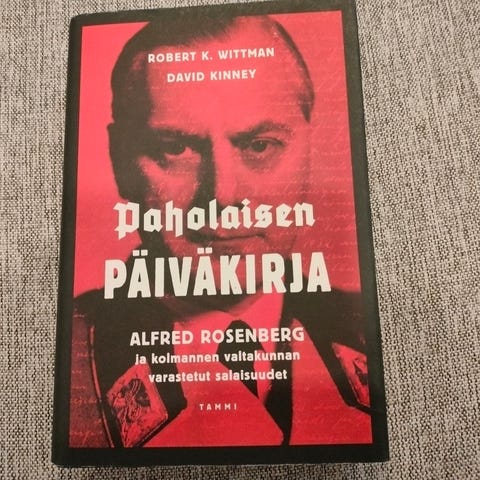 ROBERT K. WITTMAN
DAVID KINNEY
Paholaisen
PÄIVÄKIRJA
ALFRED ROSENBERG
ja kolmannen valtakunnan
varastetut salaisuudet
TAMMI